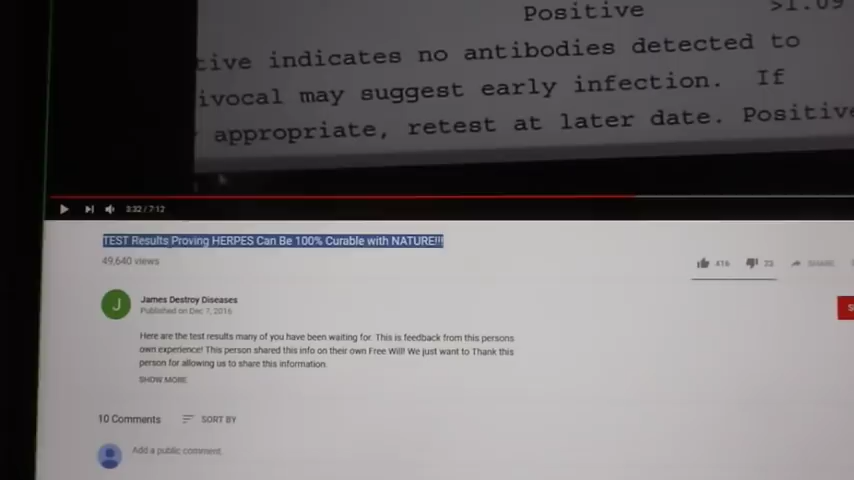 Positive >1.09
tive indicates no antibodies detected to
ivocal may suggest early infection. If
appropriate, retest at later date. Positive
3:32 / 7:12
TEST Results Proving HERPES Can Be 100% Curable with NATURE!!!
49,640 views
416
SHARE
J
James Destroy Diseases
Published on Dec 7, 2016
Here are the test results many of you have been waiting for. This is feedback from this persons
own experience! This person shared this info on their own Free Will! We just want to Thank this
person for allowing us to share this information.
SHOW MORE
10 Comments
SORT BY
Add a public comment